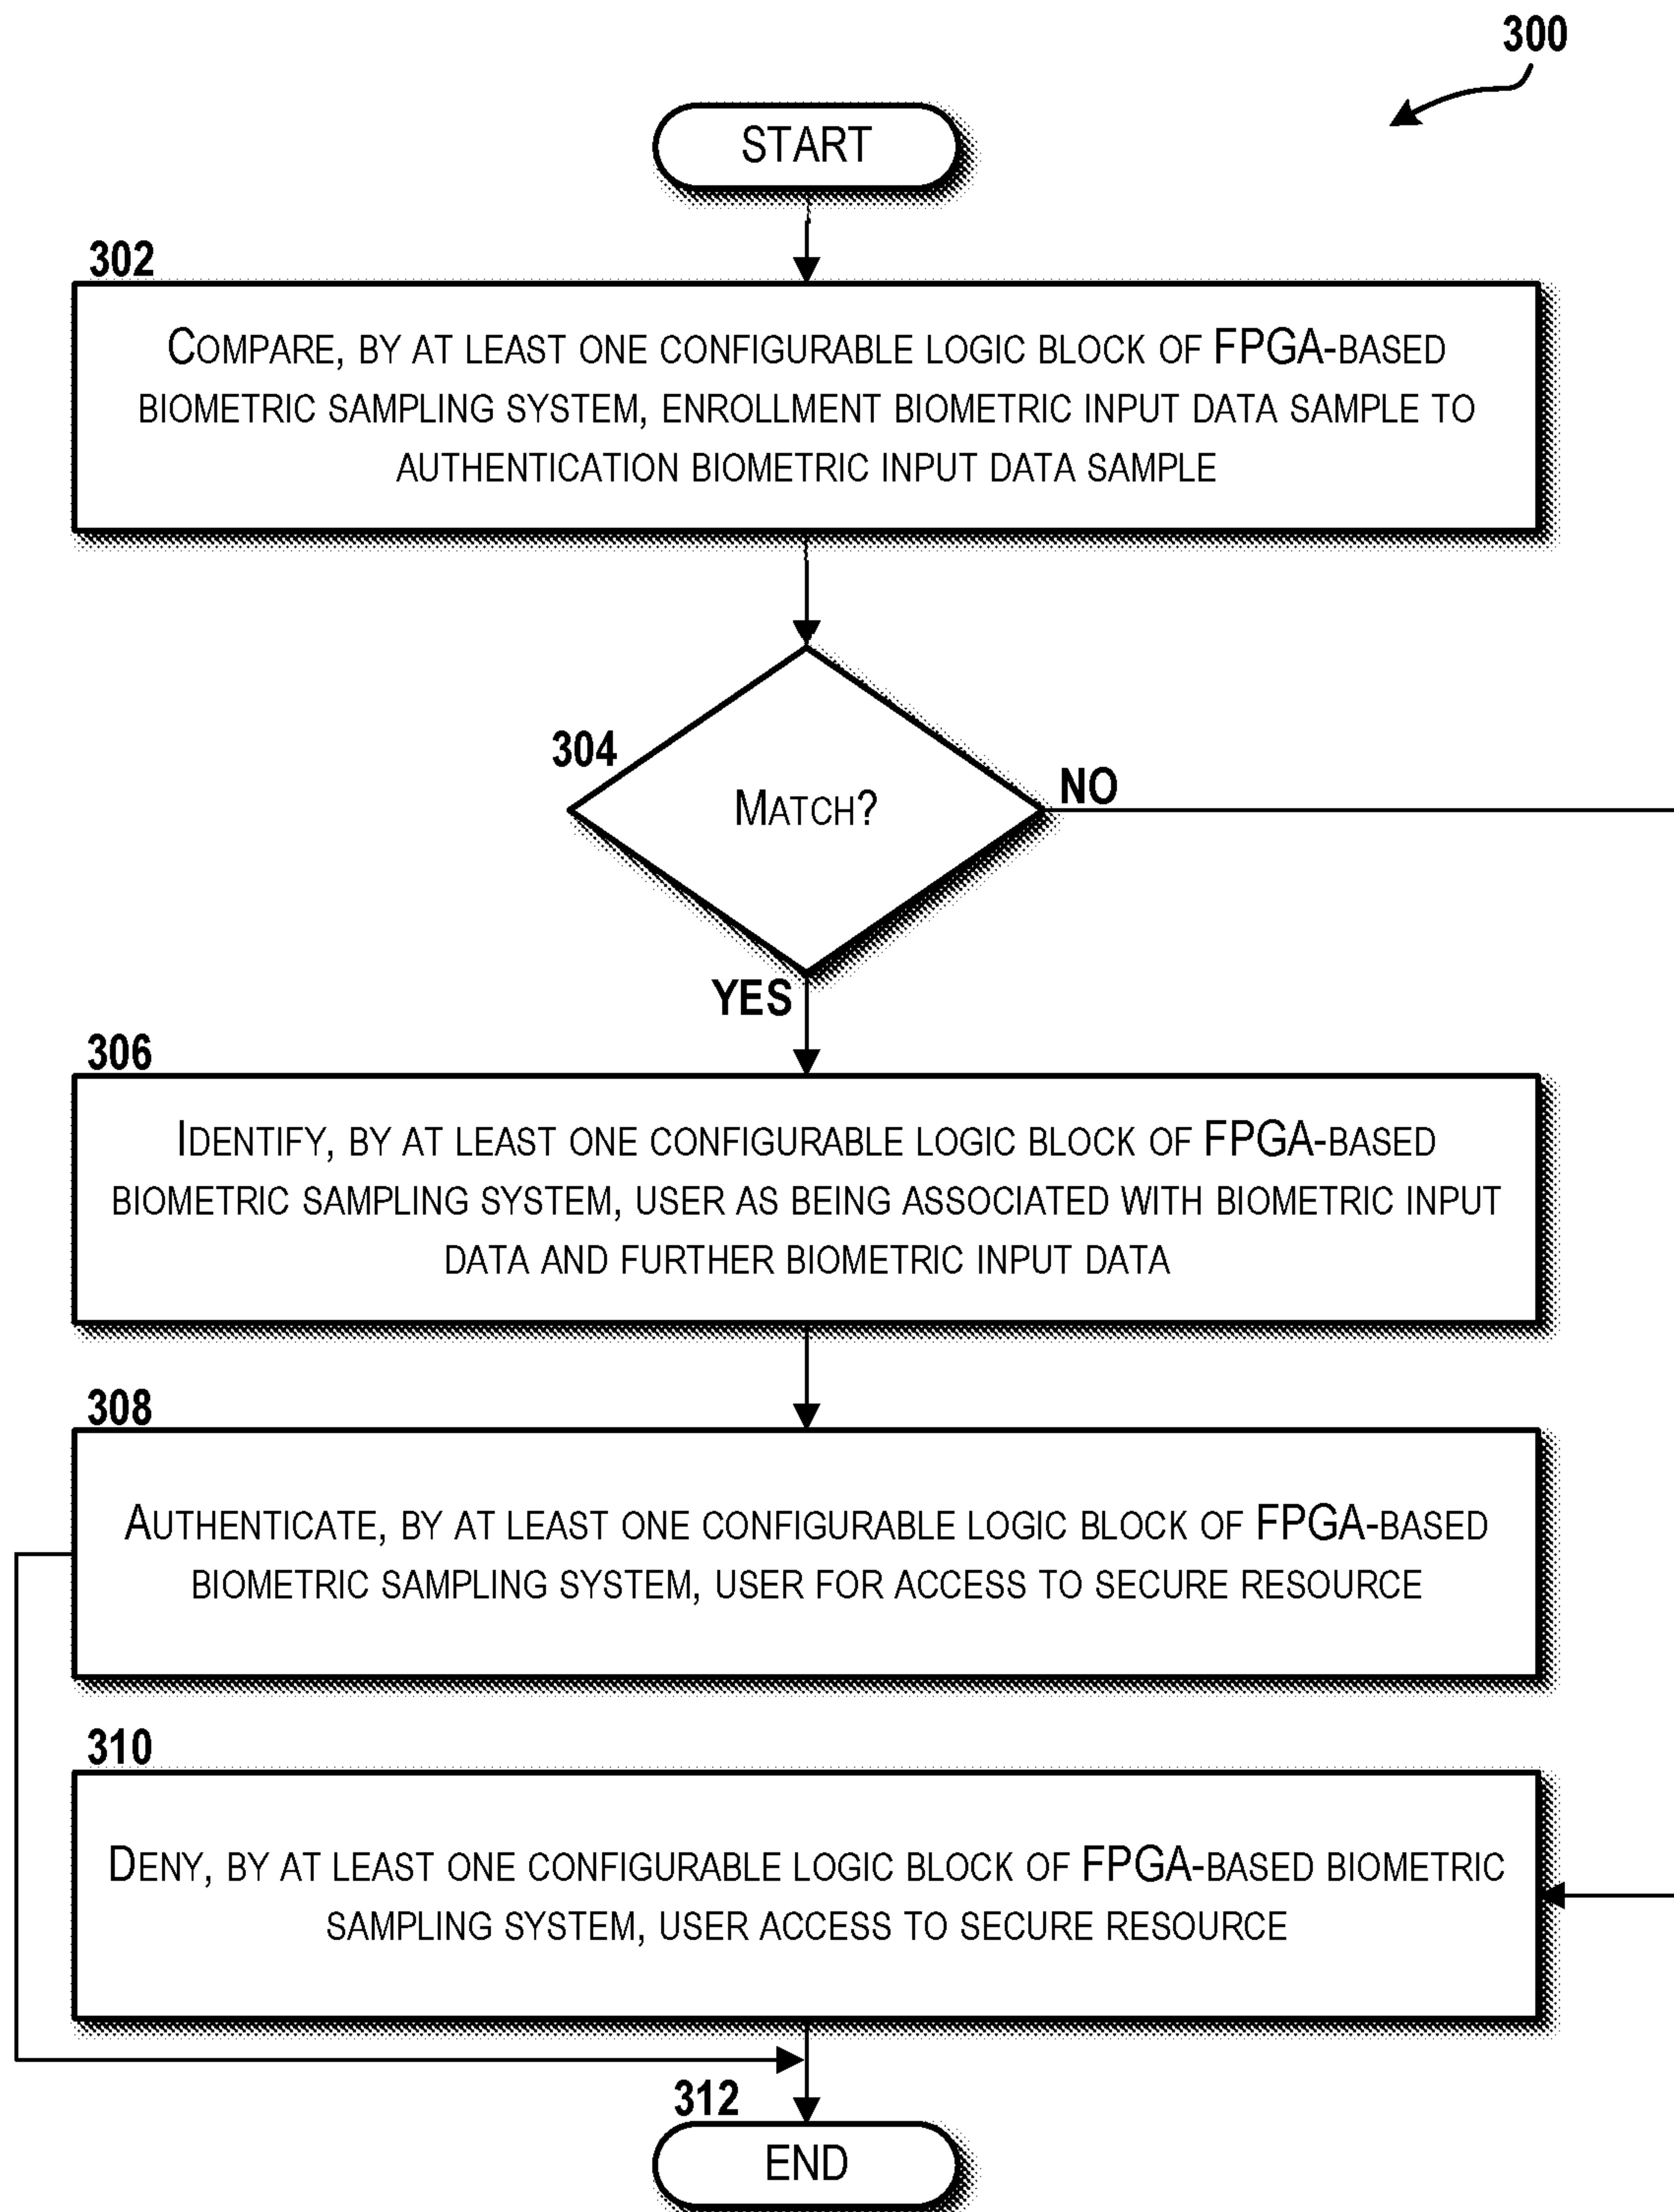 300
START
302
COMPARE, BY AT LEAST ONE CONFIGURABLE LOGIC BLOCK OF FPGA-BASED
BIOMETRIC SAMPLING SYSTEM, ENROLLMENT BIOMETRIC INPUT DATA SAMPLE TO
AUTHENTICATION BIOMETRIC INPUT DATA SAMPLE
304
MATCH?
NO
YES
306
IDENTIFY, BY AT LEAST ONE CONFIGURABLE LOGIC BLOCK OF FPGA-BASED
BIOMETRIC SAMPLING SYSTEM, USER AS BEING ASSOCIATED WITH BIOMETRIC INPUT
DATA AND FURTHER BIOMETRIC INPUT DATA
308
AUTHENTICATE, BY AT LEAST ONE CONFIGURABLE LOGIC BLOCK OF FPGA-BASED
BIOMETRIC SAMPLING SYSTEM, USER FOR ACCESS TO SECURE RESOURCE
310
DENY, BY AT LEAST ONE CONFIGURABLE LOGIC BLOCK OF FPGA-BASED BIOMETRIC
SAMPLING SYSTEM, USER ACCESS TO SECURE RESOURCE
312
END